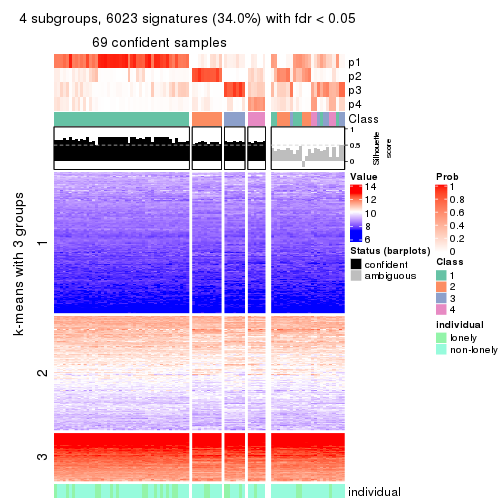 4 subgroups, 6023 signatures (34.0%) with fdr < 0.05
69 confident samples
p1
p2
p3
p4
Class
1
0.5
0
Silhouette
score
k-means with 3 groups
1
2
3
individual
Value
14
12
10
8
6
Status (barplots)
confident
ambiguous
Prob
1
0.8
0.6
0.4
0.2
0
Class
1
2
3
4
individual
lonely
non-lonely